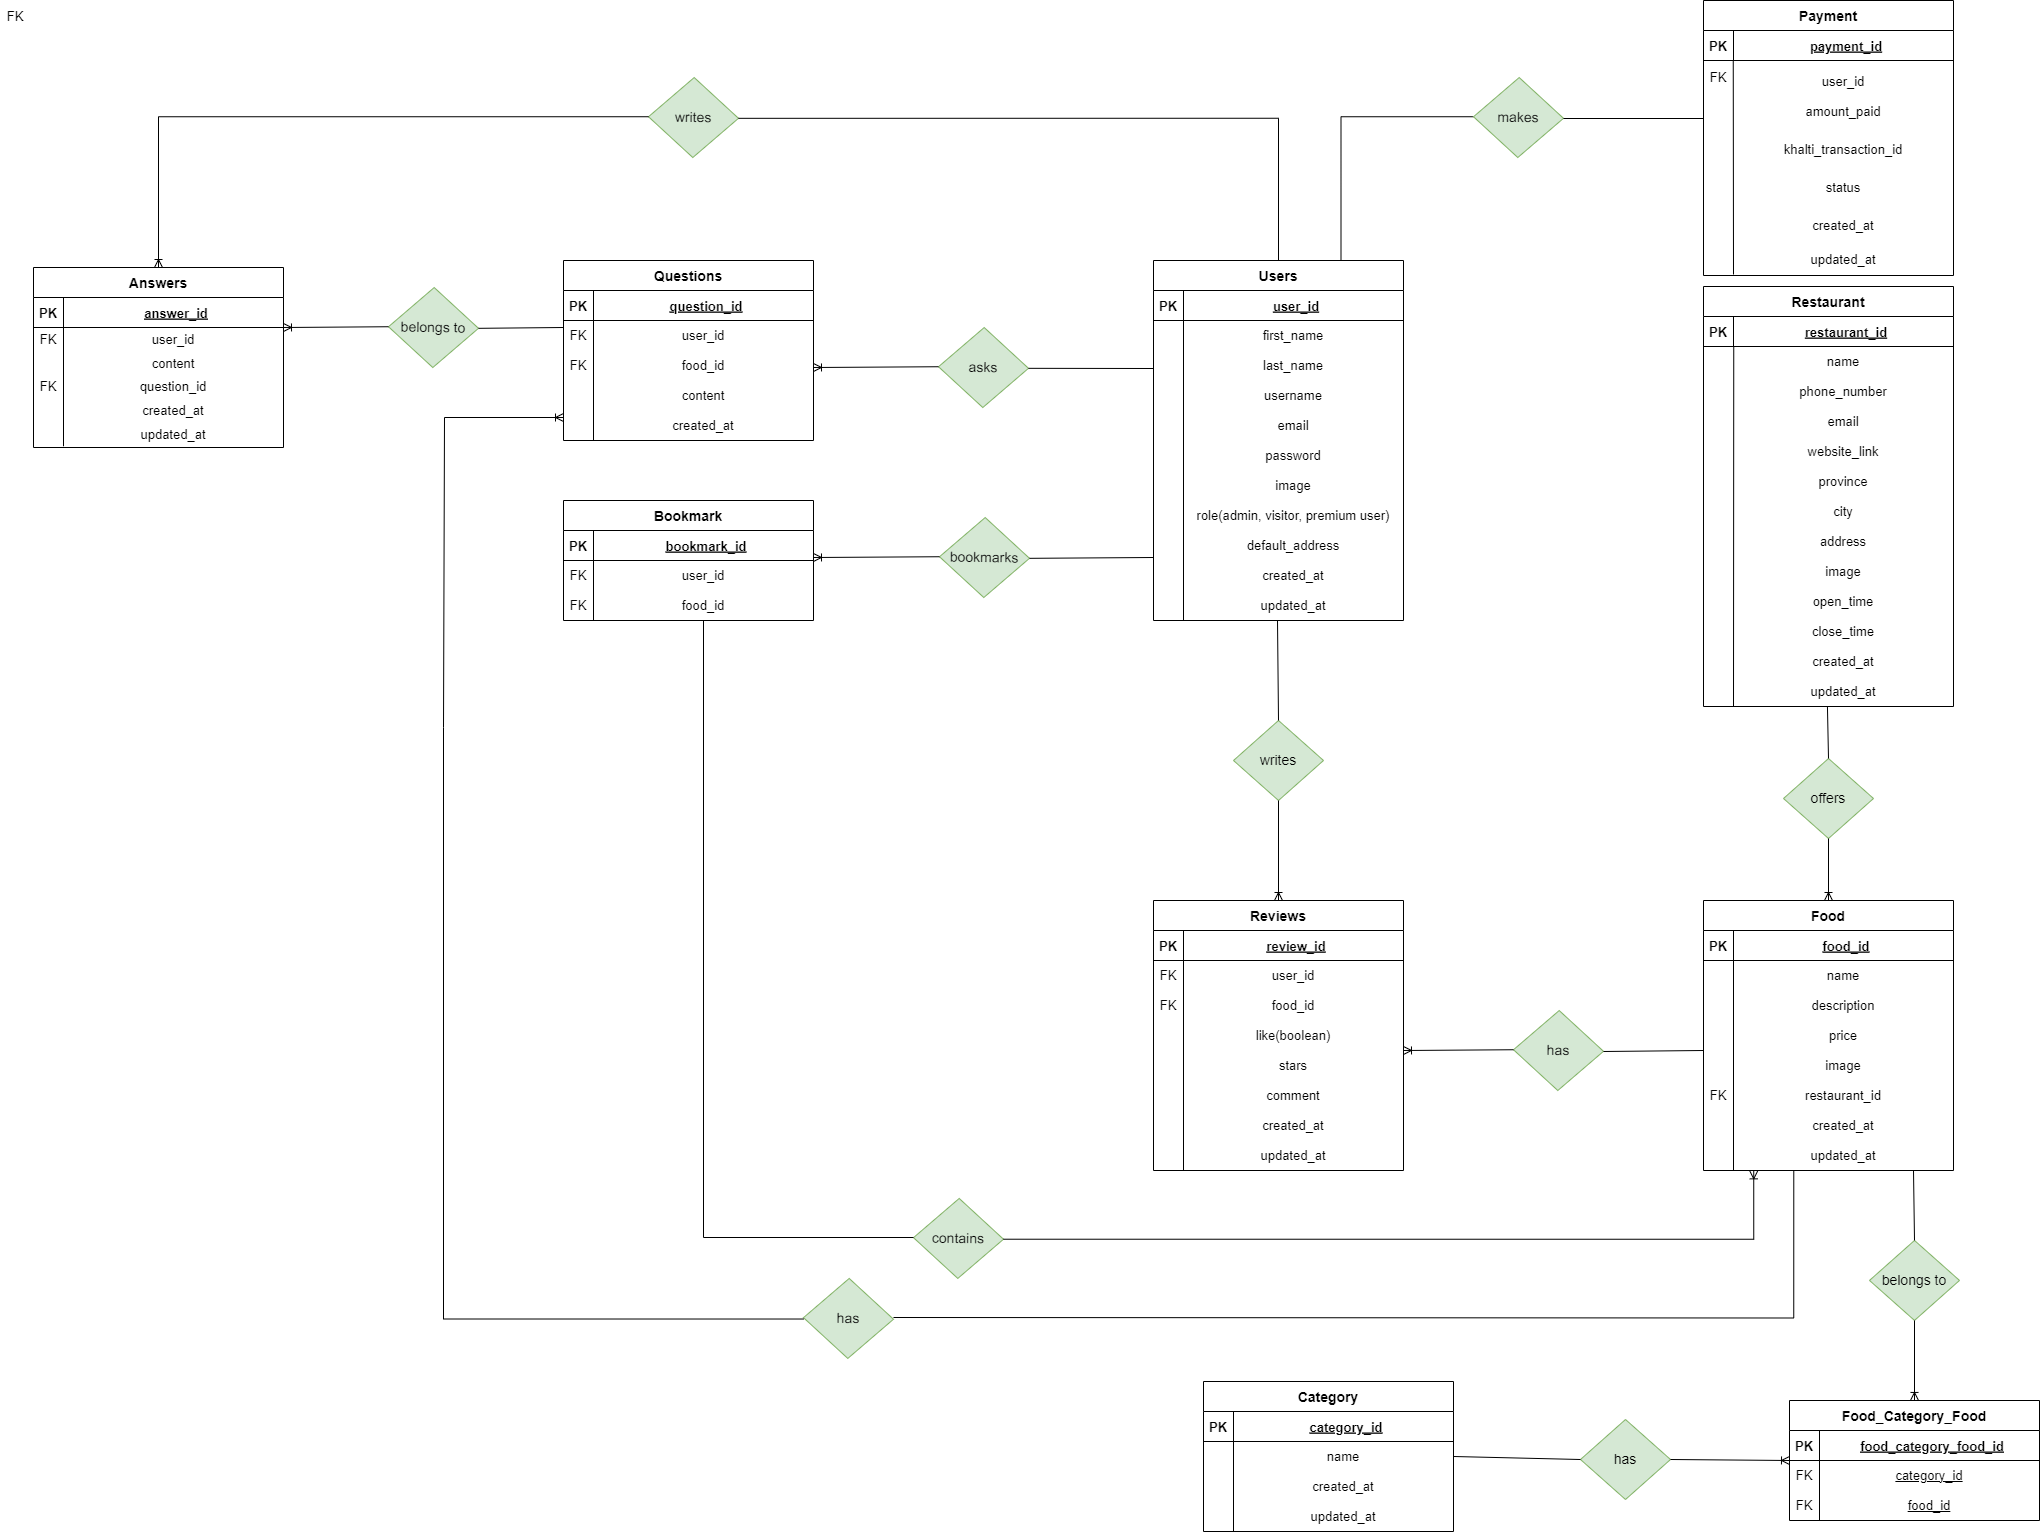 FK
Payment
PK payment_id
FK user_id
amount_paid
khalti_transaction_id
status
created_at
updated_at
writes
makes
Answers
PK answer_id
FK user_id
content
FK question_id
created_at
updated_at
belongs to
Questions
PK question_id
FK user_id
FK food_id
content
created_at
asks
Users
PK user_id
first_name
last_name
username
email
password
image
role(admin, visitor, premium user)
default_address
created_at
updated_at
Restaurant
PK restaurant_id
name
phone_number
email
website_link
province
city
address
image
open_time
close_time
created_at
updated_at
Bookmark
PK bookmark_id
FK user_id
FK food_id
bookmarks
writes
offers
Reviews
PK review_id
FK user_id
FK food_id
like(boolean)
stars
comment
created_at
updated_at
has
Food
PK food_id
name
description
price
image
FK restaurant_id
created_at
updated_at
contains
has
belongs to
Category
PK category_id
name
created_at
updated_at
has
Food_Category_Food
PK food_category_food_id
FK category_id
FK food_id